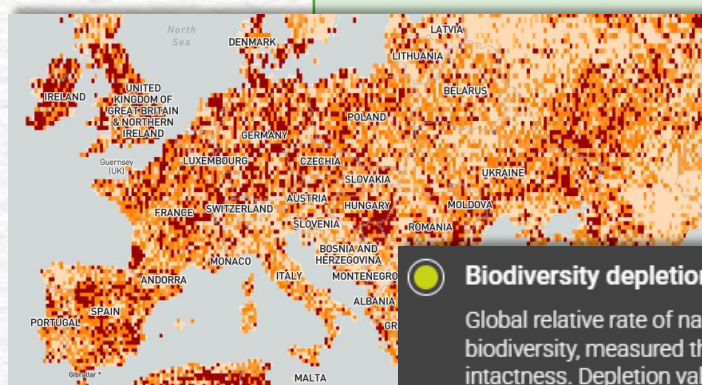 North
Sea
DENMARK
LATVIA
LITHUANIA
IRELAND
UNITED
KINGDOM OF
GREAT BRITAIN
& NORTHERN
IRELAND
BELARUS
POLAND
GERMANY
Guernsey
(UK)
LUXEMBOURG
CZECHIA
SLOVAKIA
UKRAINE
AUSTRIA
HUNGARY
MOLDOVA
FRANCE
SWITZERLAND
SLOVENIA
ROMANIA
BOSNIA AND
HERZEGOVINA
MONACO
ANDORRA
ITALY
MONTENEGRO
ALBANIA
SPAIN
PORTUGAL
GR
Gibraltar
MALTA
Biodiversity depletion
Global relative rate of na
biodiversity, measured th
intactness. Depletion val